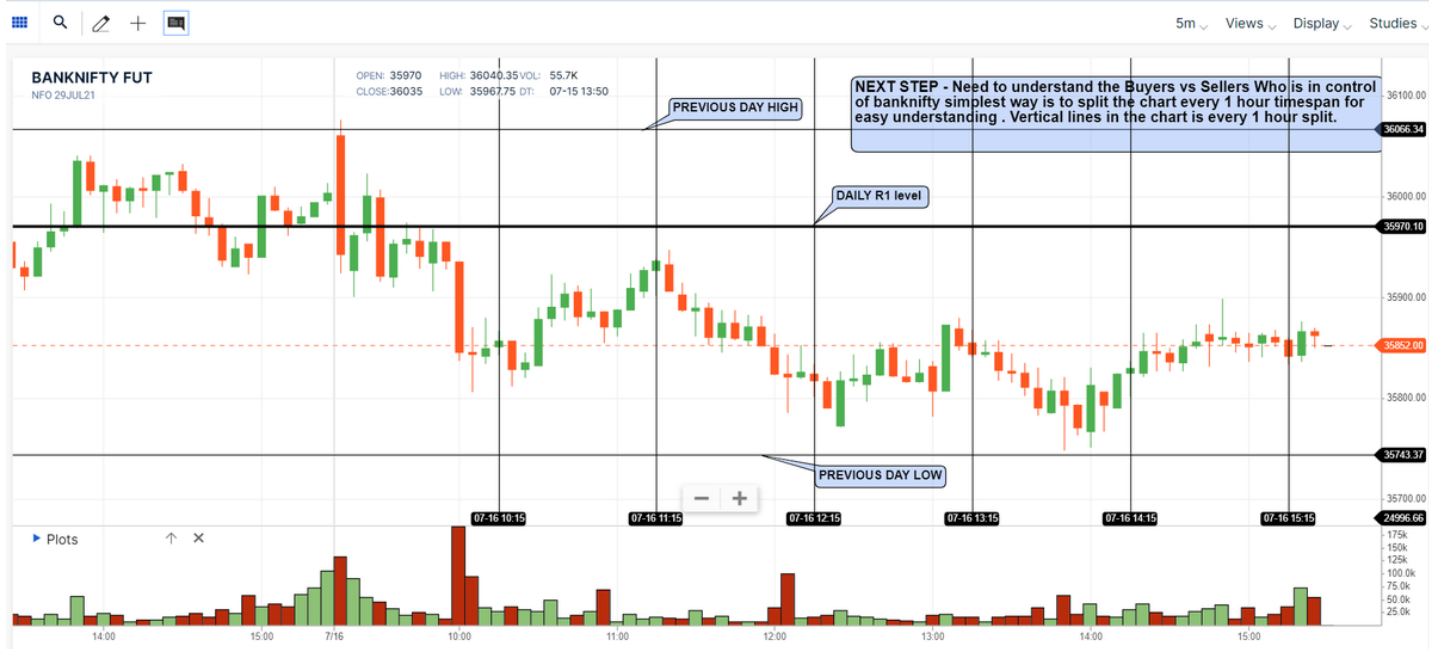 5m Views Display Studies
BANKNIFTY FUT
NFO 29JUL21
OPEN: 35970 HIGH: 36040.35 VOL: 55.7K
CLOSE:36035 LOW: 35967.75 DT: 07-15 13:50
PREVIOUS DAY HIGH
NEXT STEP - Need to understand the Buyers vs Sellers Who is in control
of banknifty simplest way is to split the chart every 1 hour timespan for
easy understanding . Vertical lines in the chart is every 1 hour split.
36100.00
36066.34
DAILY R1 level
36000.00
35970.10
35900.00
35852.00
35800.00
35743.37
PREVIOUS DAY LOW
35700.00
07-16 10:15 07-16 11:15 07-16 12:15 07-16 13:15 07-16 14:15 07-16 15:15 24996.66
Plots
175k
150k
125k
100.0k
75.0k
50.0k
25.0k
14:00 15:00 7/16 10:00 11:00 12:00 13:00 14:00 15:00